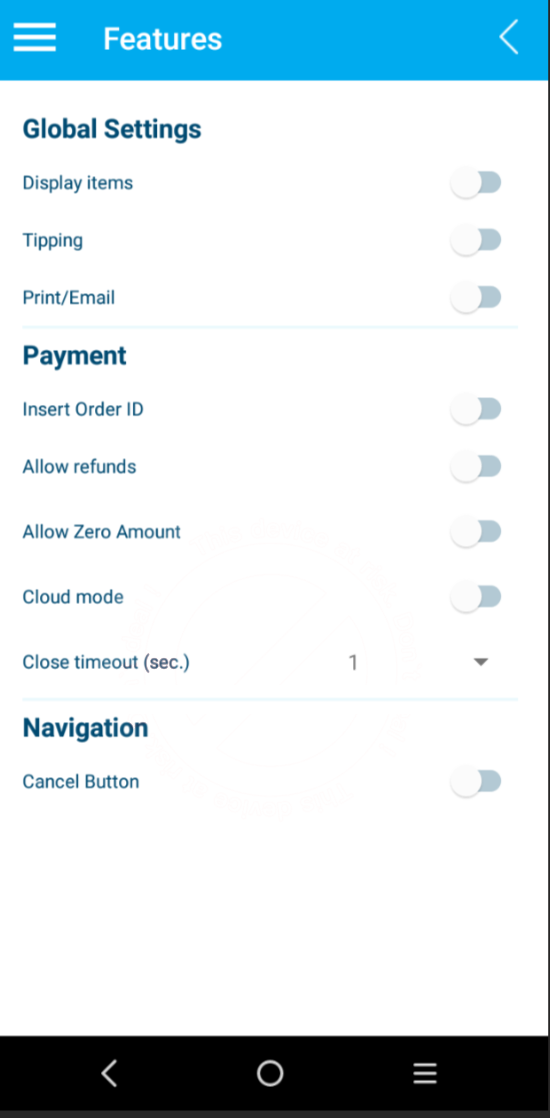 Features
Global Settings
Display items
Tipping
Print/Email
Payment
Insert Order ID
Allow refunds
Allow Zero Amount
Cloud mode
Close timeout (sec.) 1
Navigation
Cancel Button